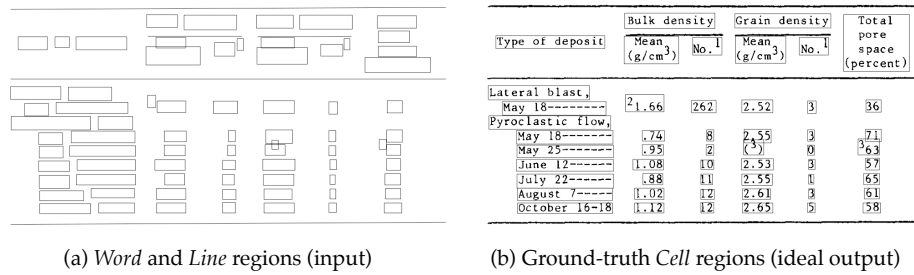 Bulk density Grain density Total
Type of deposit Mean No.1 Mean No.1 pore
(g/cm3) (g/cm3) space
(percent)
Lateral blast,
May 18-------- 21.66 262 2.52 3 36
Pyroclastic flow,
May 18------ .74 8 2.55 3 71
May 25------ .95 2 (3) 0 363
June 12----- 1.08 10 2.53 3 57
July 22----- .88 11 2.55 1 65
August 7----- 1.02 12 2.61 3 61
October 16-18 1.12 12 2.65 5 58
(a) Word and Line regions (input)
(b) Ground-truth Cell regions (ideal output)